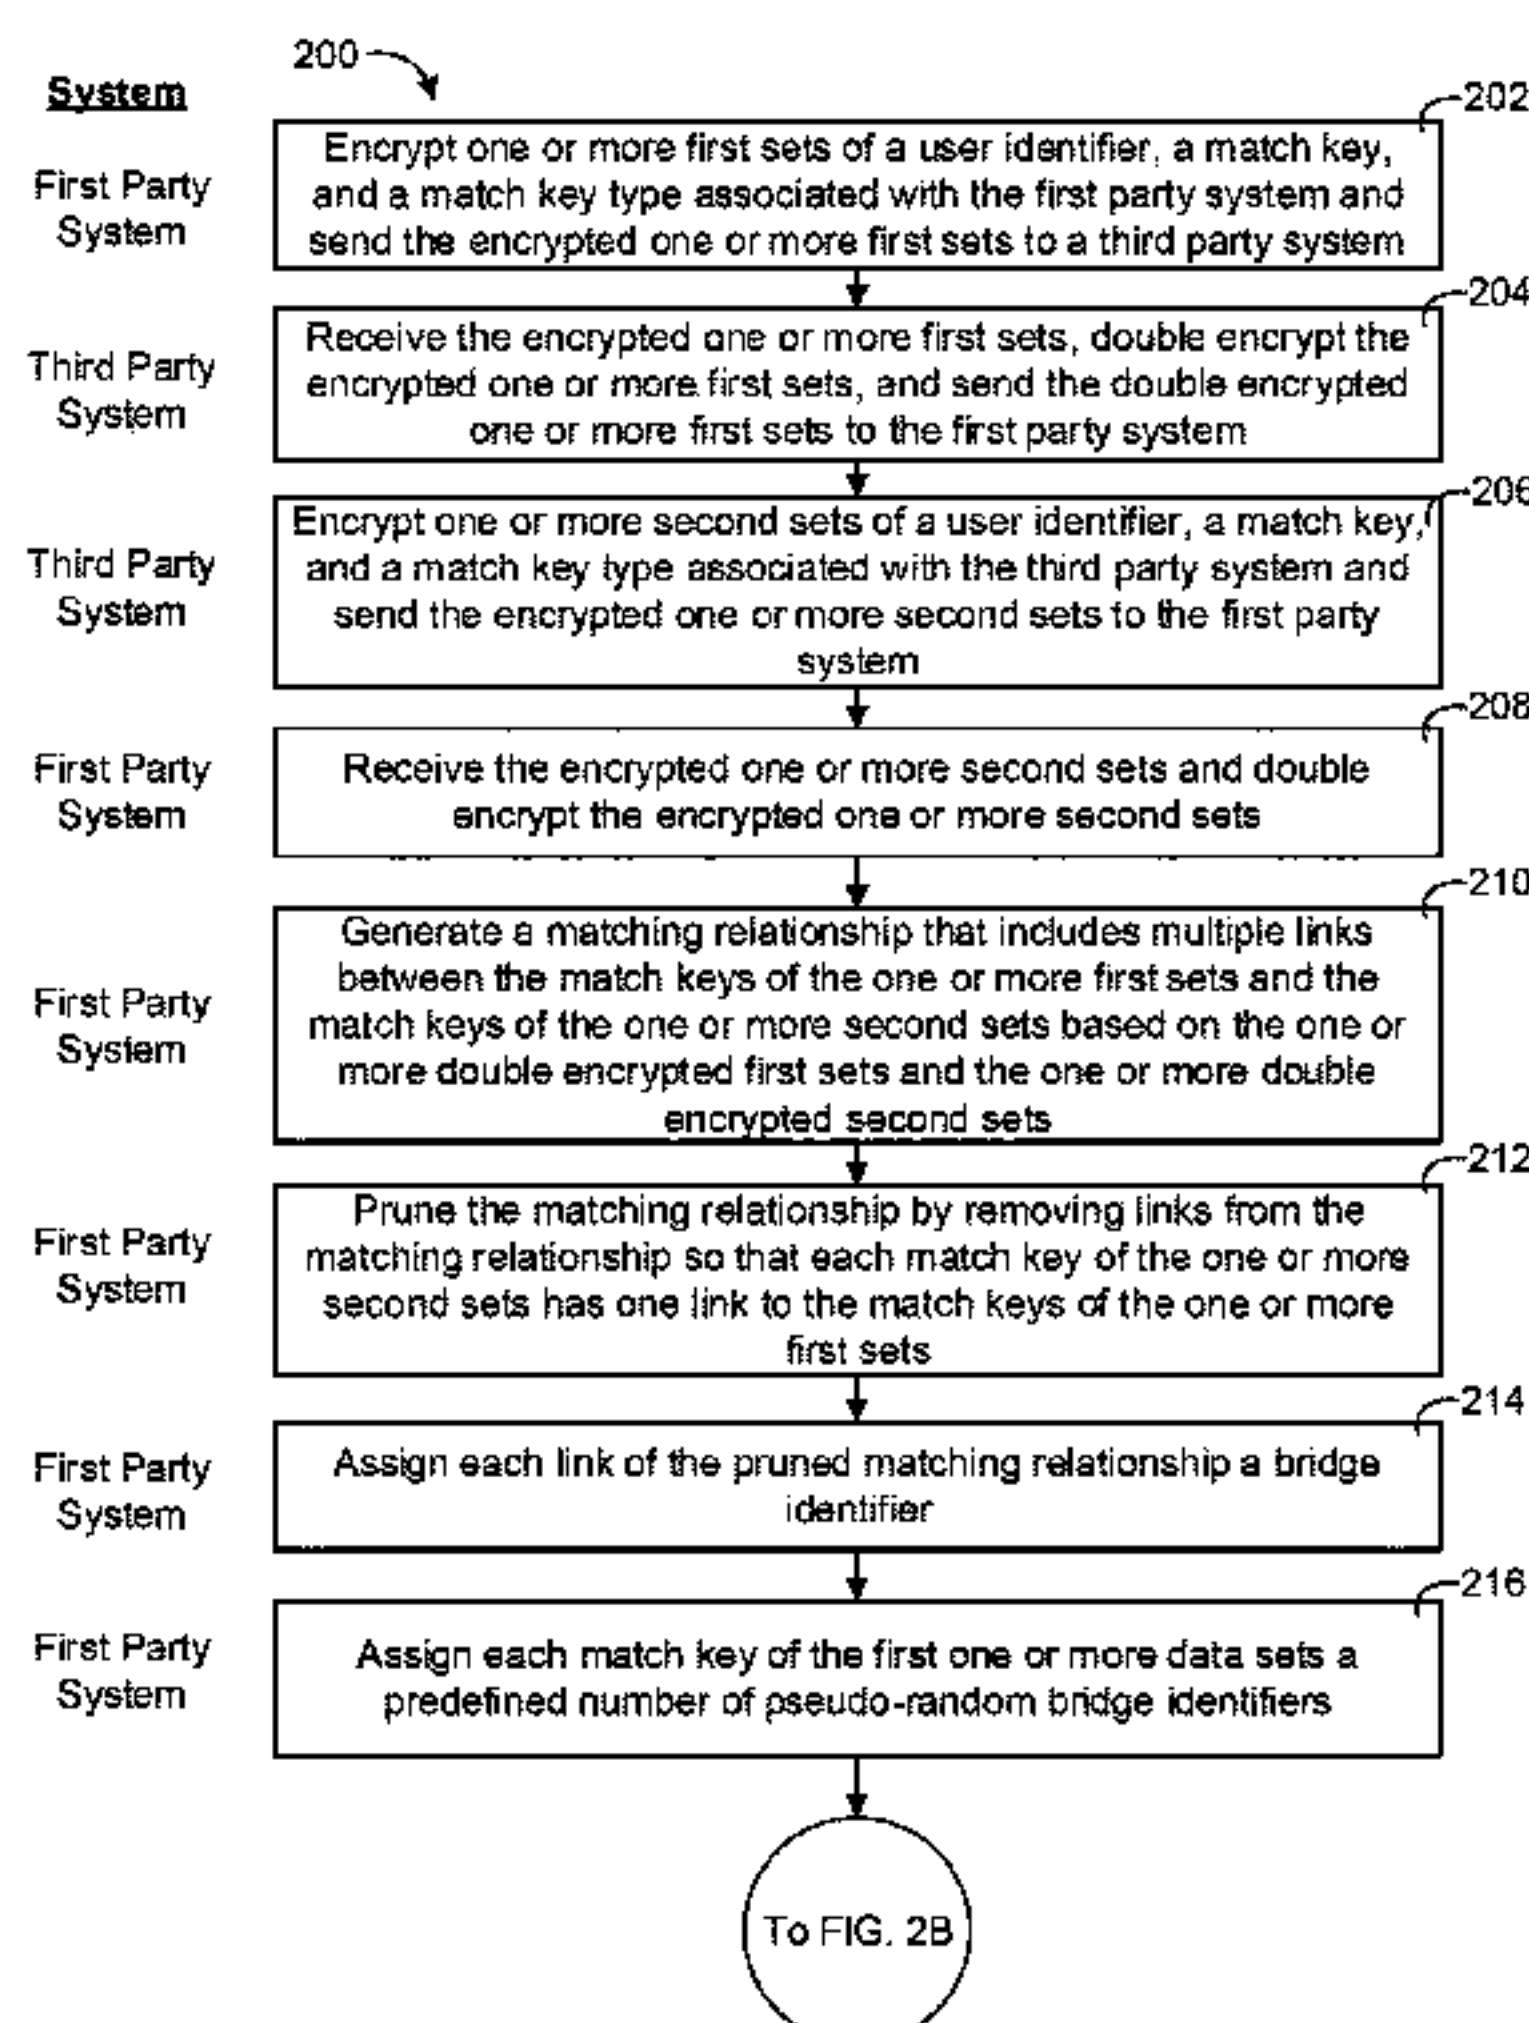 200
System
202
First Party
System
Encrypt one or more first sets of a user identifier, a match key,
and a match key type associated with the first party system and
send the encrypted one or more first sets to a third party system
204
Third Party
System
Receive the encrypted one or more first sets, double encrypt the
encrypted one or more first sets, and send the double encrypted
one or more first sets to the first party system
206
Third Party
System
Encrypt one or more second sets of a user identifier, a match key,
and a match key type associated with the third party system and
send the encrypted one or more second sets to the first party
system
208
First Party
System
Receive the encrypted one or more second sets and double
encrypt the encrypted one or more second sets
210
First Party
System
Generate a matching relationship that includes multiple links
between the match keys of the one or more first sets and the
match keys of the one or more second sets based on the one or
more double encrypted first sets and the one or more double
encrypted second sets
212
First Party
System
Prune the matching relationship by removing links from the
matching relationship so that each match key of the one or more
second sets has one link to the match keys of the one or more
first sets
214
First Party
System
Assign each link of the pruned matching relationship a bridge
identifier
216
First Party
System
Assign each match key of the first one or more data sets a
predefined number of pseudo-random bridge identifiers
To FIG. 2B